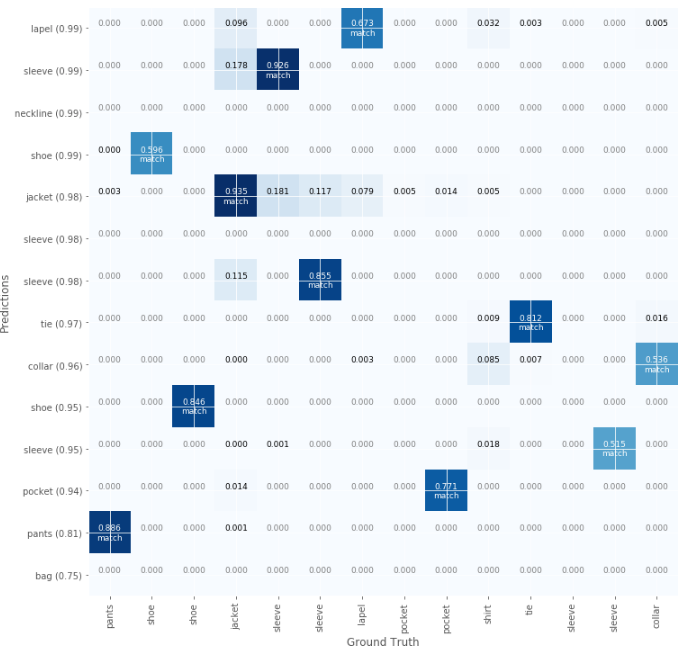 lapel (0.99) 0.000 0.000 0.000 0.096 0.000 0.000 0.673 match 0.000 0.000 0.032 0.003 0.000 0.000 0.005
sleeve (0.99) 0.000 0.000 0.000 0.178 0.926 match 0.000 0.000 0.000 0.000 0.000 0.000 0.000 0.000 0.000
neckline (0.99) 0.000 0.000 0.000 0.000 0.000 0.000 0.000 0.000 0.000 0.000 0.000 0.000 0.000 0.000
shoe (0.99) 0.000 0.596 match 0.000 0.000 0.000 0.000 0.000 0.000 0.000 0.000 0.000 0.000 0.000 0.000
jacket (0.98) 0.003 0.000 0.000 0.935 match 0.181 0.117 0.079 0.005 0.014 0.005 0.000 0.000 0.000 0.000
sleeve (0.98) 0.000 0.000 0.000 0.000 0.000 0.000 0.000 0.000 0.000 0.000 0.000 0.000 0.000 0.000
sleeve (0.98) 0.000 0.000 0.000 0.115 0.000 0.855 match 0.000 0.000 0.000 0.000 0.000 0.000 0.000 0.000
tie (0.97) 0.000 0.000 0.000 0.000 0.000 0.000 0.000 0.000 0.000 0.009 0.812 match 0.000 0.000 0.016
collar (0.96) 0.000 0.000 0.000 0.000 0.000 0.000 0.003 0.000 0.000 0.085 0.007 0.000 0.000 0.536 match
shoe (0.95) 0.000 0.000 0.846 match 0.000 0.000 0.000 0.000 0.000 0.000 0.000 0.000 0.000 0.000 0.000
sleeve (0.95) 0.000 0.000 0.000 0.000 0.001 0.000 0.000 0.000 0.000 0.018 0.000 0.000 0.515 match 0.000
pocket (0.94) 0.000 0.000 0.000 0.014 0.000 0.000 0.000 0.000 0.771 match 0.000 0.000 0.000 0.000 0.000
pants (0.81) 0.886 match 0.000 0.000 0.001 0.000 0.000 0.000 0.000 0.000 0.000 0.000 0.000 0.000 0.000
bag (0.75) 0.000 0.000 0.000 0.000 0.000 0.000 0.000 0.000 0.000 0.000 0.000 0.000 0.000 0.000
Predictions
pants shoe shoe jacket sleeve sleeve lapel pocket pocket shirt tie sleeve sleeve collar
Ground Truth